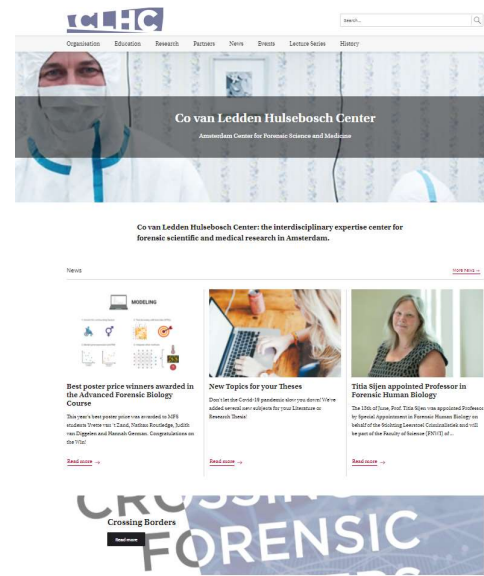 CLHC
Search...
Organisation Education Research Partners News Events Lecture Series History
Co van Ledden Hulsebosch Center
Amsterdam Center for Forensic Science and Medicine
Co van Ledden Hulsebosch Center: the interdisciplinary expertise center for
forensic scientific and medical research in Amsterdam.
News
More News →
MODELING
Best poster price winners awarded in
the Advanced Forensic Biology
Course
This year's best poster price was awarded to MFS
students Yvette van 't Zand, Nathan Routledge, Judith
van Diggelen and Hannah German. Congratulations on
the Win!
Read more →
New Topics for your Theses
Don't let the Covid-19 pandemic slow you down! We've
added several new subjects for your Literature or
Research Thesis!
Read more →
Titia Sijen appointed Professor in
Forensic Human Biology
The 15th of June, Prof. Titia Sijen was appointed Professor
by Special Appointment in Forensic Human Biology on
behalf of the Stichting Leerstoel Criminalistiek and will
be part of the Faculty of Science (FNWI) of...
Read more →
CROSSING
FORENSIC
Crossing Borders
Read more